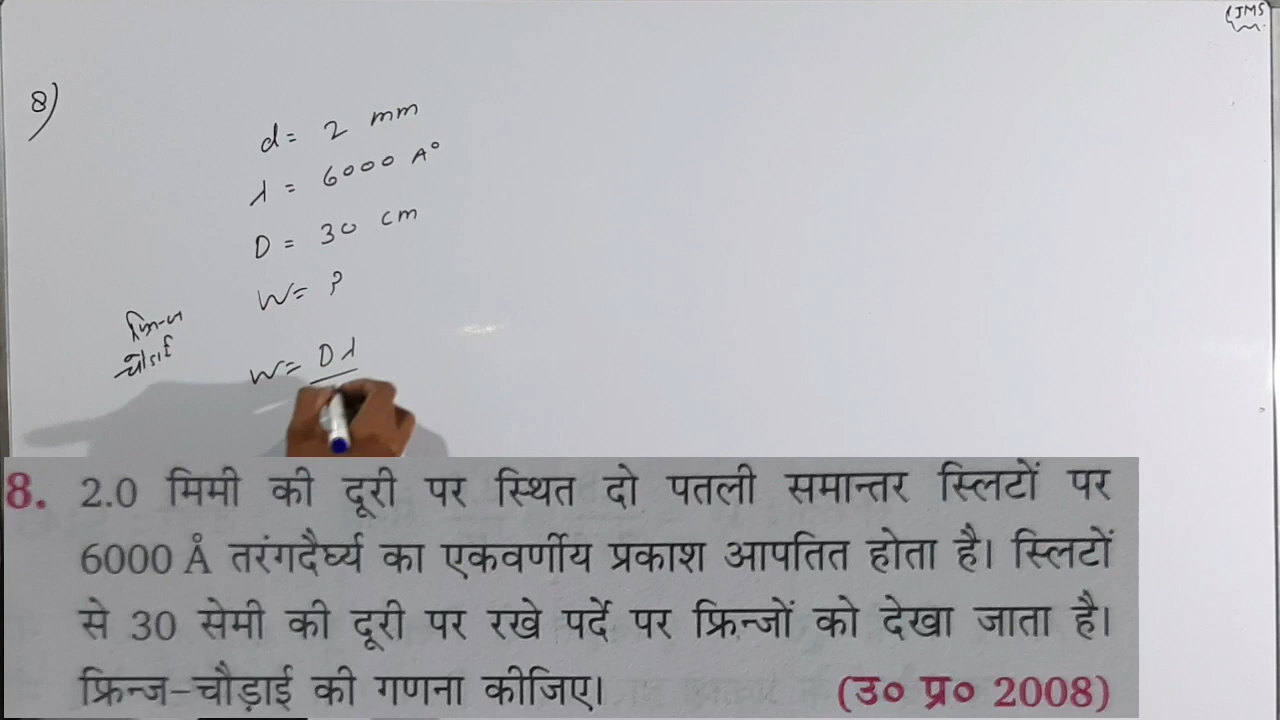 JMS
8)
d = 2 mm
λ = 6000 A°
D = 30 cm
W = ?
फ्रिन्ज
चौड़ाई
W = Dλ
8. 2.0 मिमी की दूरी पर स्थित दो पतली समान्तर स्लिटों पर
6000 Å तरंगदैर्घ्य का एकवर्णीय प्रकाश आपतित होता है। स्लिटों
से 30 सेमी की दूरी पर रखे पर्दे पर फ्रिन्जों को देखा जाता है।
फ्रिन्ज-चौड़ाई की गणना कीजिए। (उ० प्र० 2008)